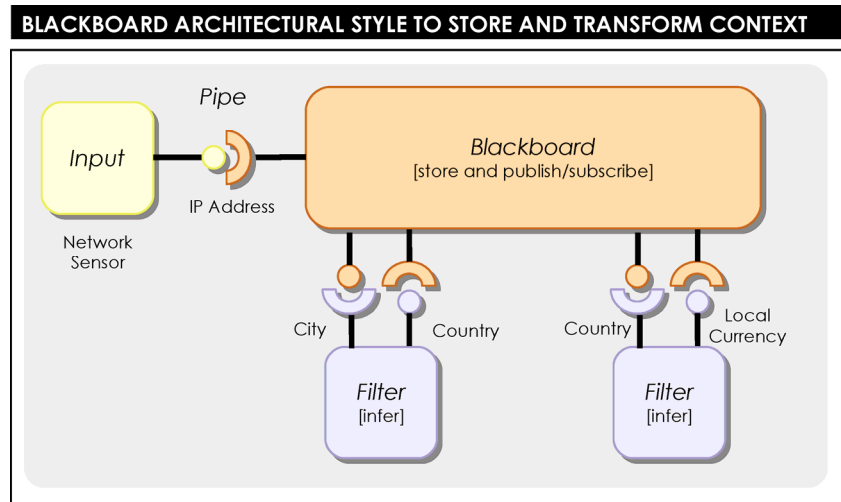 BLACKBOARD ARCHITECTURAL STYLE TO STORE AND TRANSFORM CONTEXT
Pipe
Input
Blackboard
[store and publish/subscribe]
IP Address
Network
Sensor
City
Country
Country
Local
Currency
Filter
[infer]
Filter
[infer]